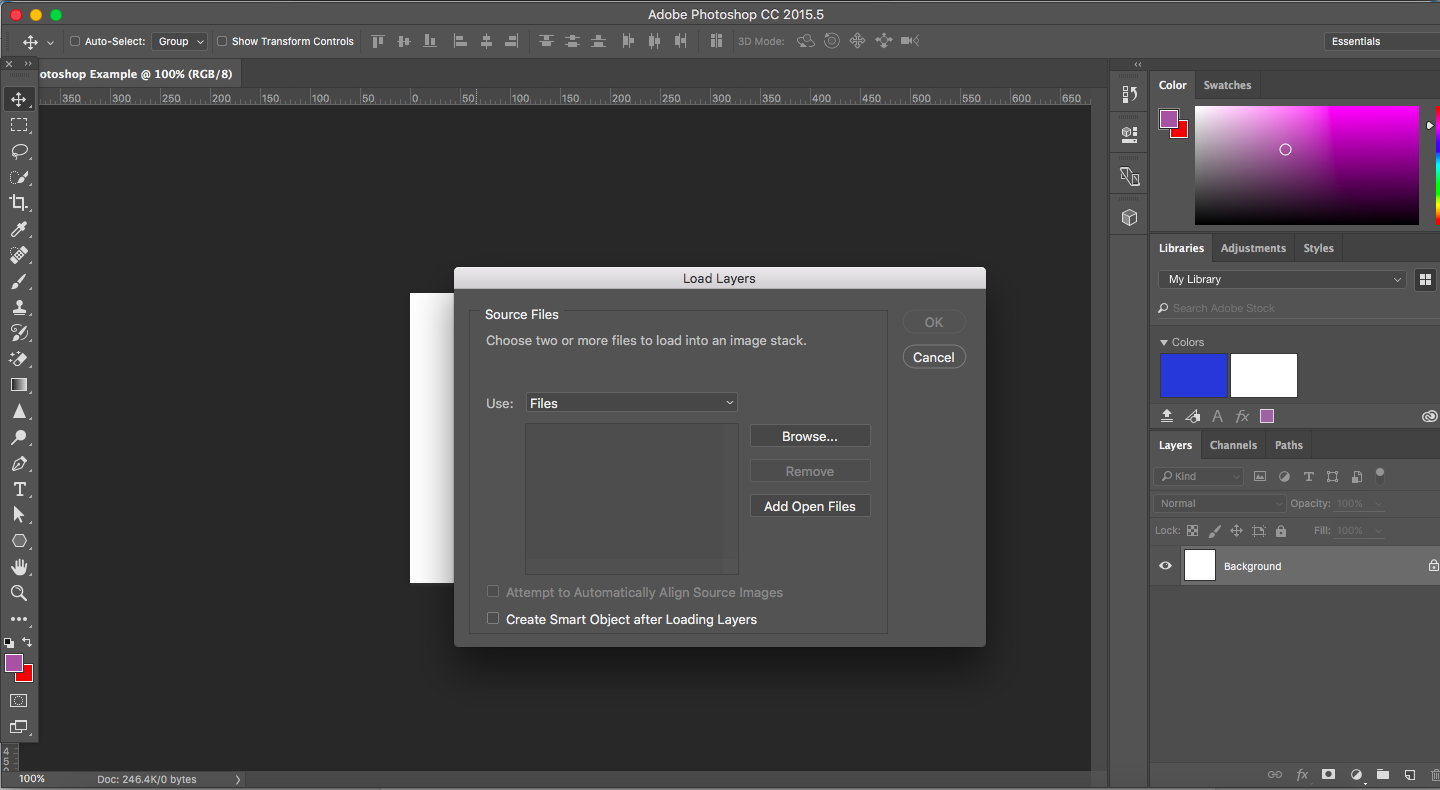 Adobe Photoshop CC 2015.5
Auto-Select: Group Show Transform Controls 3D Mode: Essentials
otoshop Example @ 100% (RGB/8)
350 300 250 200 150 100 50 0 50 100 150 200 250 300 350 400 450 500 550 600 650
Color Swatches
Libraries Adjustments Styles
My Library
Search Adobe Stock
Colors
Layers Channels Paths
Kind
Normal Opacity: 100%
Lock: Fill: 100%
Background
Load Layers
Source Files
Choose two or more files to load into an image stack.
OK
Cancel
Use: Files
Browse...
Remove
Add Open Files
Attempt to Automatically Align Source Images
Create Smart Object after Loading Layers
4
5
100% Doc: 246.4K/0 bytes